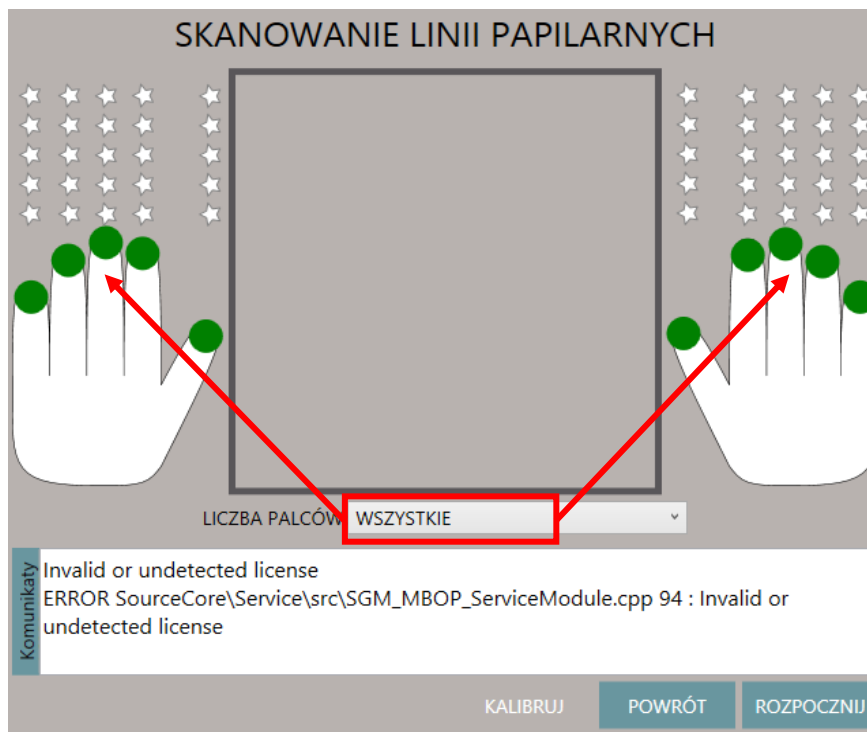 SKANOWANIE LINII PAPILARNYCH
LICZBA PALCÓW WSZYSTKIE
Komunikaty
Invalid or undetected license
ERROR SourceCore\Service\src\SGM_MBOP_ServiceModule.cpp 94 : Invalid or
undetected license
KALIBRUJ POWRÓT ROZPOCZNIJ